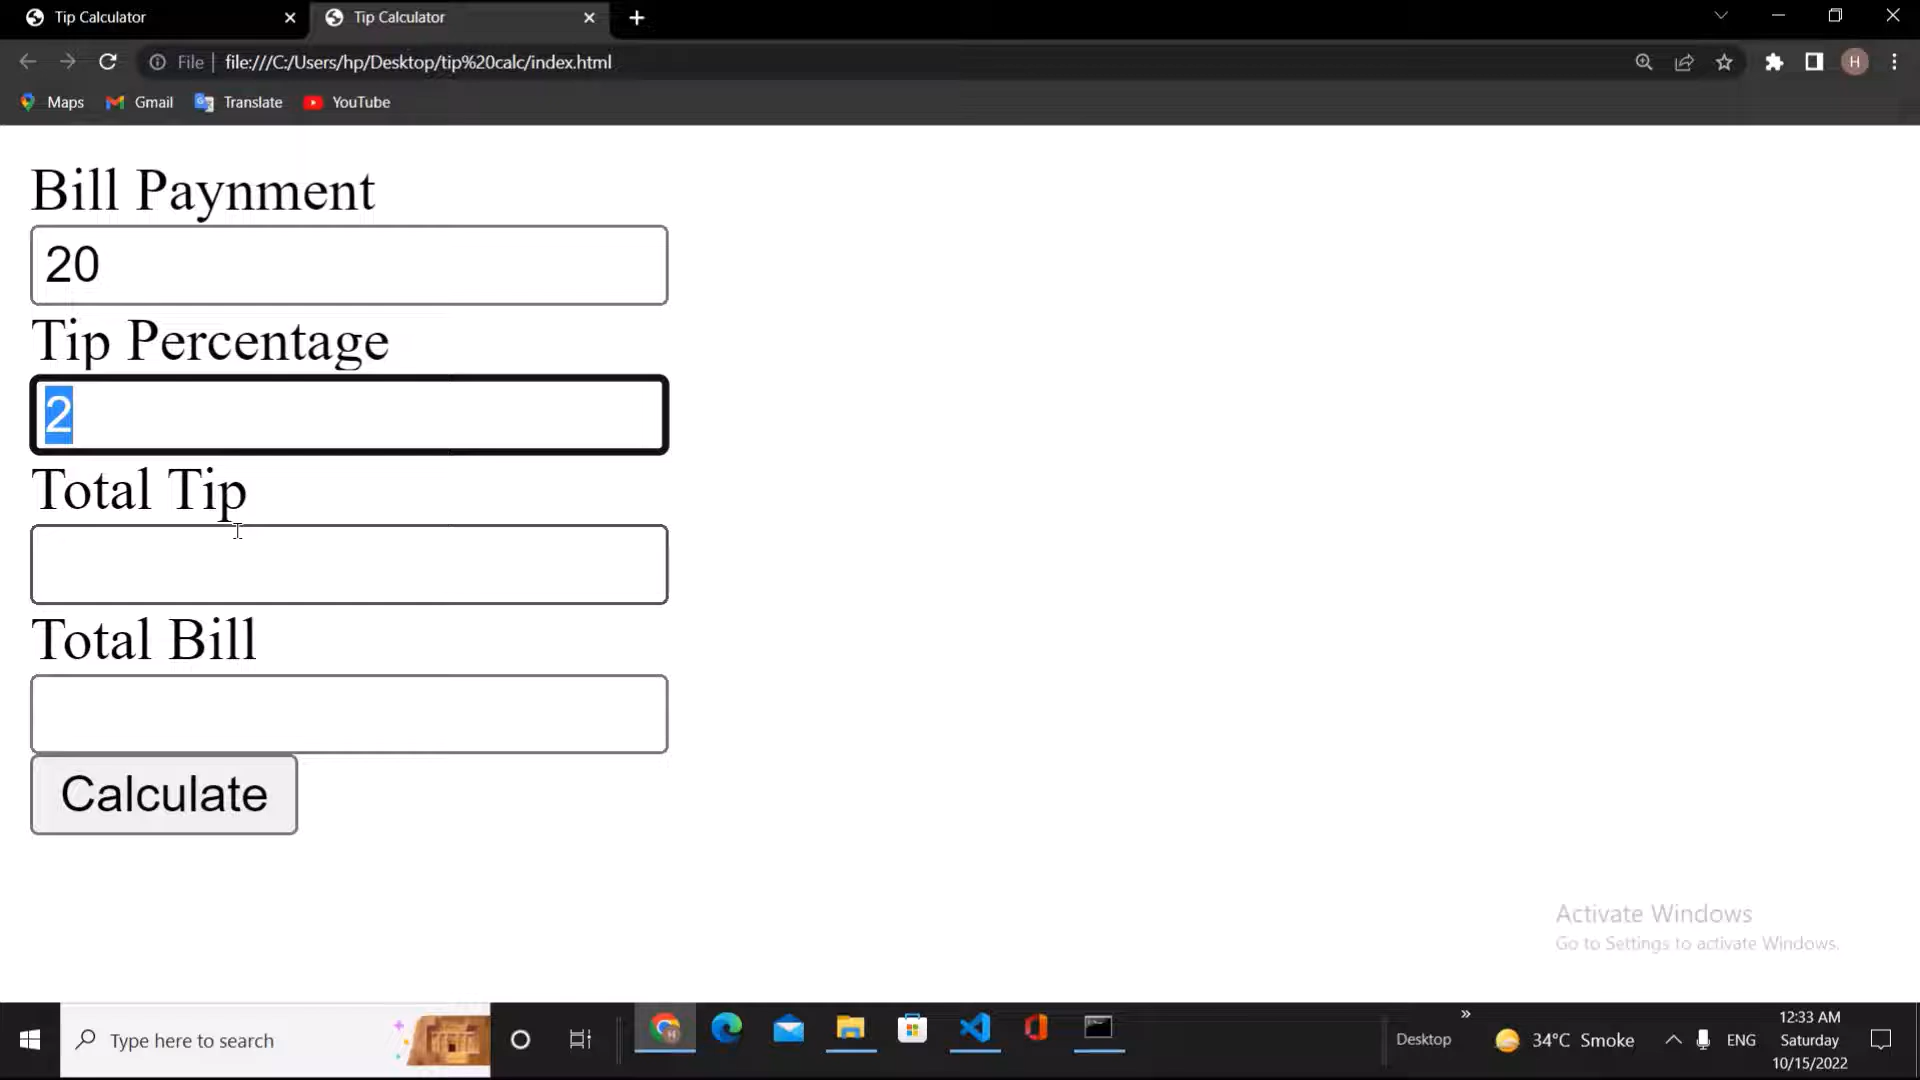 Tip Calculator
Tip Calculator
File
file:///C:/Users/hp/Desktop/tip%20calc/index.html
H
Maps
Gmail
Translate
YouTube
Bill Paynment
20
Tip Percentage
2
Total Tip
Total Bill
Calculate
Activate Windows
Go to Settings to activate Windows.
Type here to search
Desktop
»
34°C Smoke
ENG
12:33 AM
Saturday
10/15/2022